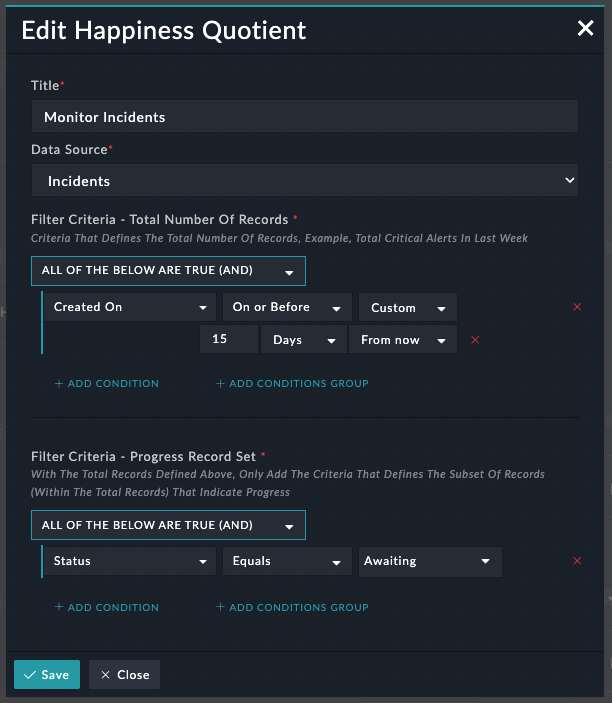 Edit Happiness Quotient
Title*
Monitor Incidents
Data Source*
Incidents
Filter Criteria - Total Number Of Records *
Criteria That Defines The Total Number Of Records, Example, Total Critical Alerts In Last Week
ALL OF THE BELOW ARE TRUE (AND)
Created On On or Before Custom
15 Days From now
+ ADD CONDITION + ADD CONDITIONS GROUP
Filter Criteria - Progress Record Set *
With The Total Records Defined Above, Only Add The Criteria That Defines The Subset Of Records
(Within The Total Records) That Indicate Progress
ALL OF THE BELOW ARE TRUE (AND)
Status Equals Awaiting
+ ADD CONDITION + ADD CONDITIONS GROUP
Save Close